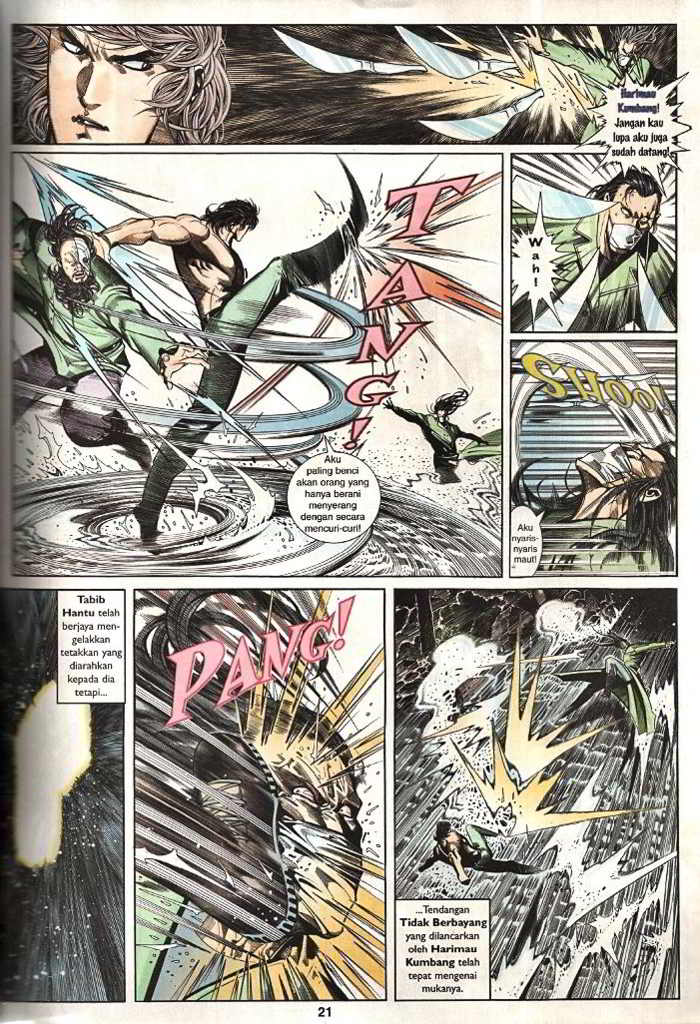 Harimau
Kumbang!
Jangan kau
lupa aku juga
sudah datang!
TANG!
Aku
paling benci
akan orang yang
hanya berani
menyerang
dengan secara
mencuri-curi!
Wah!
SHOO!
Aku
nyaris-
nyaris
maut!
Tabib
Hantu telah
berjaya men-
gelakkan
tetakkan yang
diarahkan
kepada dia
tetapi...
PANG!
...Tendangan
Tidak Berbayang
yang dilancarkan
oleh Harimau
Kumbang telah
tepat mengenai
mukanya.
21